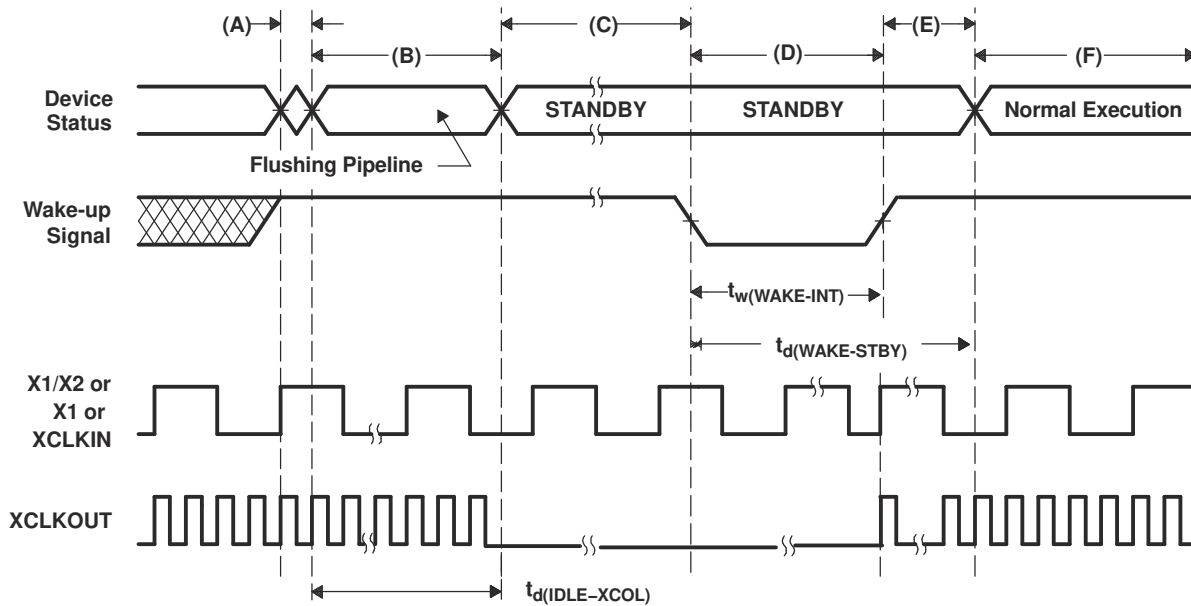 (A)
(B)
(C)
(D)
(E)
(F)
Device
Status
STANDBY
STANDBY
Normal Execution
Flushing Pipeline
Wake-up
Signal
tw(WAKE-INT)
td(WAKE-STBY)
X1/X2 or
X1 or
XCLKIN
XCLKOUT
td(IDLE−XCOL)